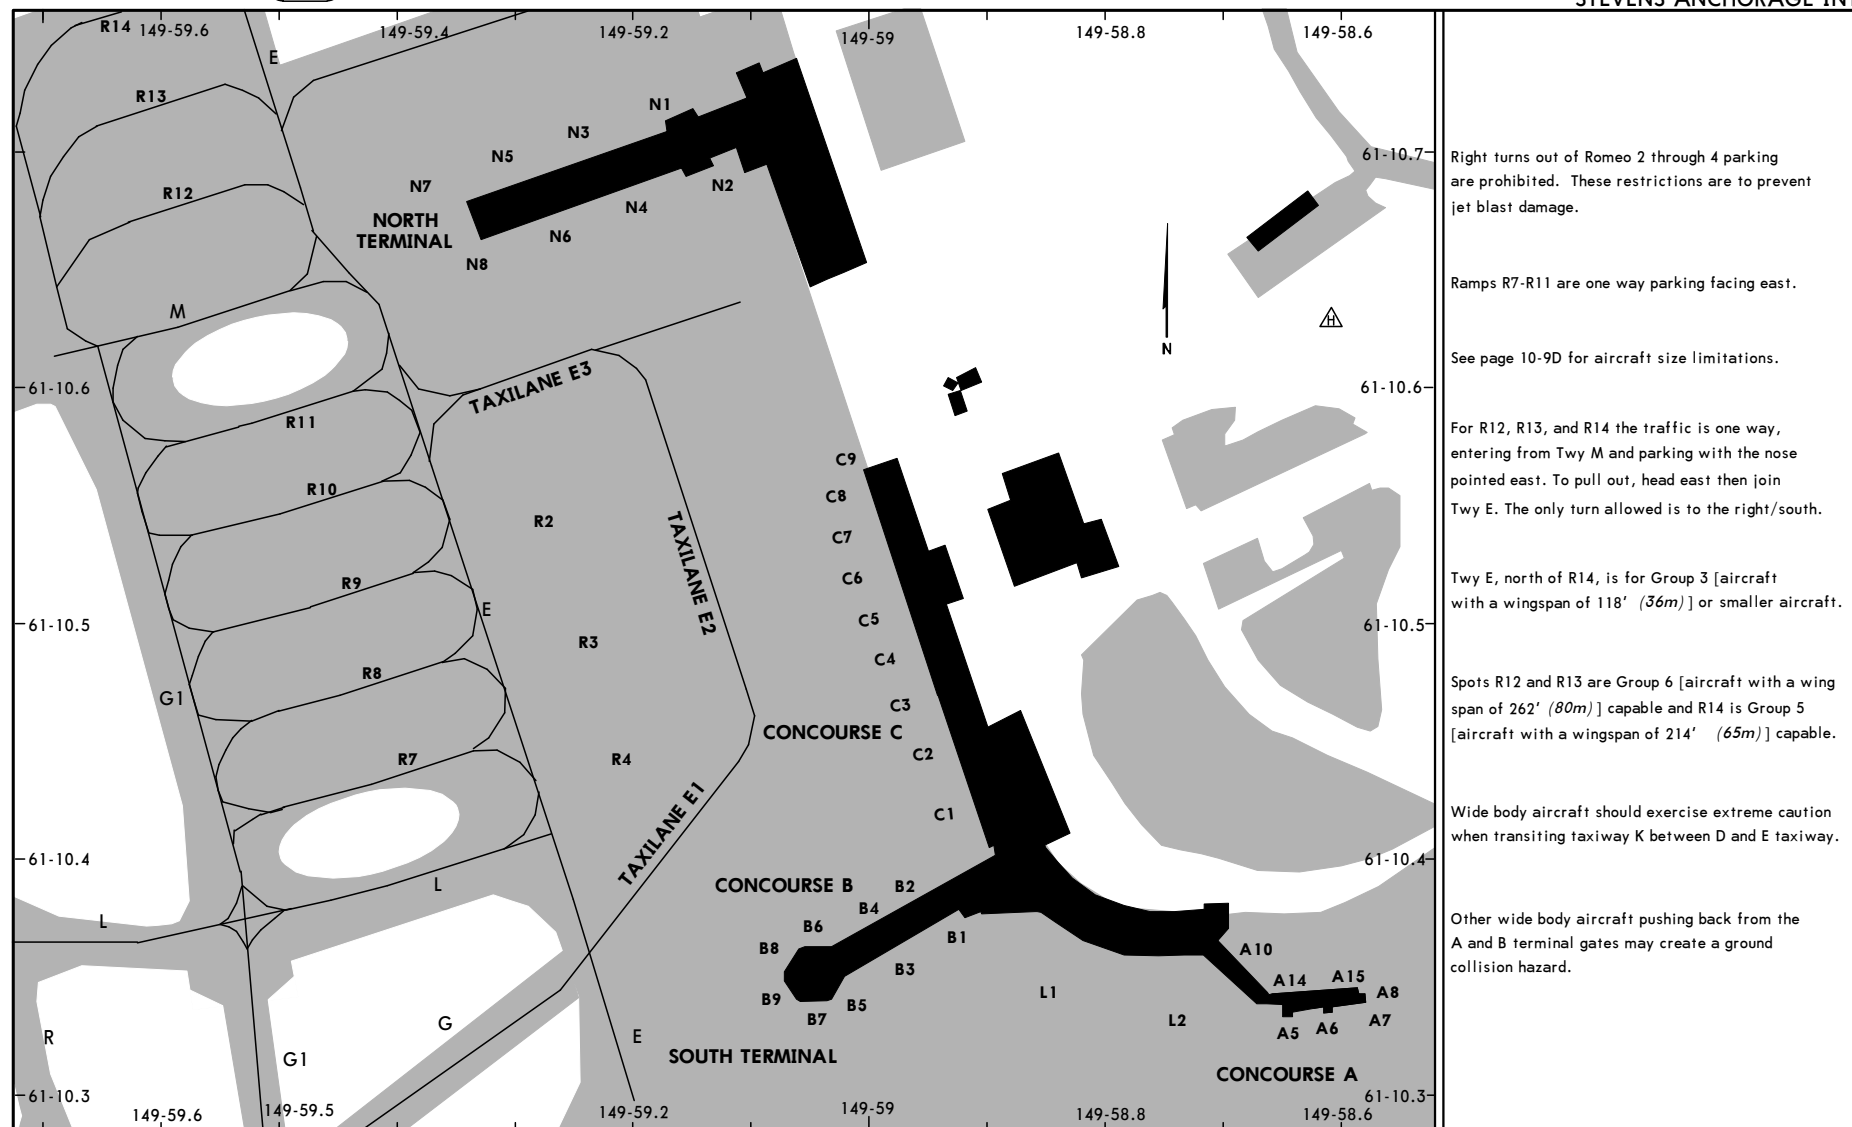 STEVENS ANCHORAGE INT
R14 149-59.6 149-59.4 149-59.2 149-59 149-58.8 149-58.6
E
R13
N1
N3
N5
61-10.7
N7
N2
R12
N4
NORTH
TERMINAL
N6
N8
M
H
N
61-10.6
61-10.6
TAXILANE E3
R11
C9
R10
C8
R2
C7
TAXILANE E2
R9
C6
E
C5
61-10.5
61-10.5
R3
C4
R8
G1
C3
CONCOURSE C
R7
R4
C2
C1
TAXILANE E1
61-10.4
61-10.4
L
CONCOURSE B
B2
B4
L
B6
B8
B1
A10
B3
A14
A15
B9
B5
L1
A8
B7
L2
A5
A6
A7
R
G
E
G1
SOUTH TERMINAL
CONCOURSE A
61-10.3
61-10.3
149-59.6 149-59.5 149-59.2 149-59 149-58.8 149-58.6
Right turns out of Romeo 2 through 4 parking
are prohibited. These restrictions are to prevent
jet blast damage.
Ramps R7-R11 are one way parking facing east.
See page 10-9D for aircraft size limitations.
For R12, R13, and R14 the traffic is one way,
entering from Twy M and parking with the nose
pointed east. To pull out, head east then join
Twy E. The only turn allowed is to the right/south.
Twy E, north of R14, is for Group 3 [aircraft
with a wingspan of 118' (36m) ] or smaller aircraft.
Spots R12 and R13 are Group 6 [aircraft with a wing
span of 262' (80m) ] capable and R14 is Group 5
[aircraft with a wingspan of 214' (65m) ] capable.
Wide body aircraft should exercise extreme caution
when transiting taxiway K between D and E taxiway.
Other wide body aircraft pushing back from the
A and B terminal gates may create a ground
collision hazard.